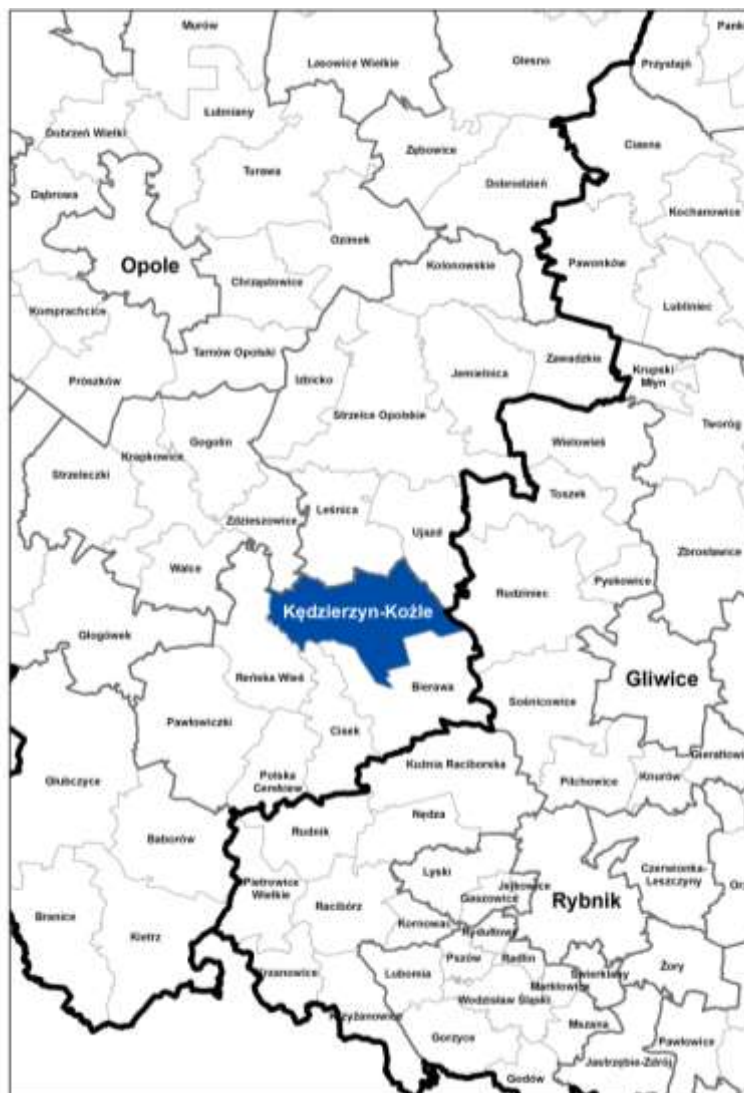 Murów
Lasowice Wielkie
Olesno
Przystajń
Lubniany
Dobrzeń Wielki
Zębowice
Ciasna
Turawa
Dobrodzień
Dąbrowa
Kochanowice
Ozimek
Opole
Kolonowskie
Pawonków
Chrząstowice
Komprachcice
Lubliniec
Tarnów Opolski
Zawadzkie
Prószków
Izbicko
Jemielnica
Krupski
Młyn
Strzelce Opolskie
Tworóg
Gogolin
Wielowieś
Krapkowice
Strzeleczki
Toszek
Leśnica
Zdzieszowice
Ujazd
Zbrosławice
Walce
Rudziniec
Pyskowice
Kędzierzyn-Koźle
Głogówek
Reńska Wieś
Gliwice
Bierawa
Sośnicowice
Pawłowiczki
Cisek
Kuźnia Raciborska
Polska
Cerekiew
Głubczyce
Pilchowice
Knurów
Nędza
Rudnik
Baborów
Lyski
Czerwionka-
Leszczyny
Pietrowice
Wielkie
Jejkowice
Gaszowice
Rybnik
Racibórz
Branice
Kornowac
Rydułtowy
Kietrz
Pszów
Radlin
Żory
Lubomia
Świerklany
Krzanowice
Marklowice
Wodzisław Śląski
Krzyżanowice
Mszana
Gorzyce
Pawłowice
Jastrzębie-Zdrój
Godów